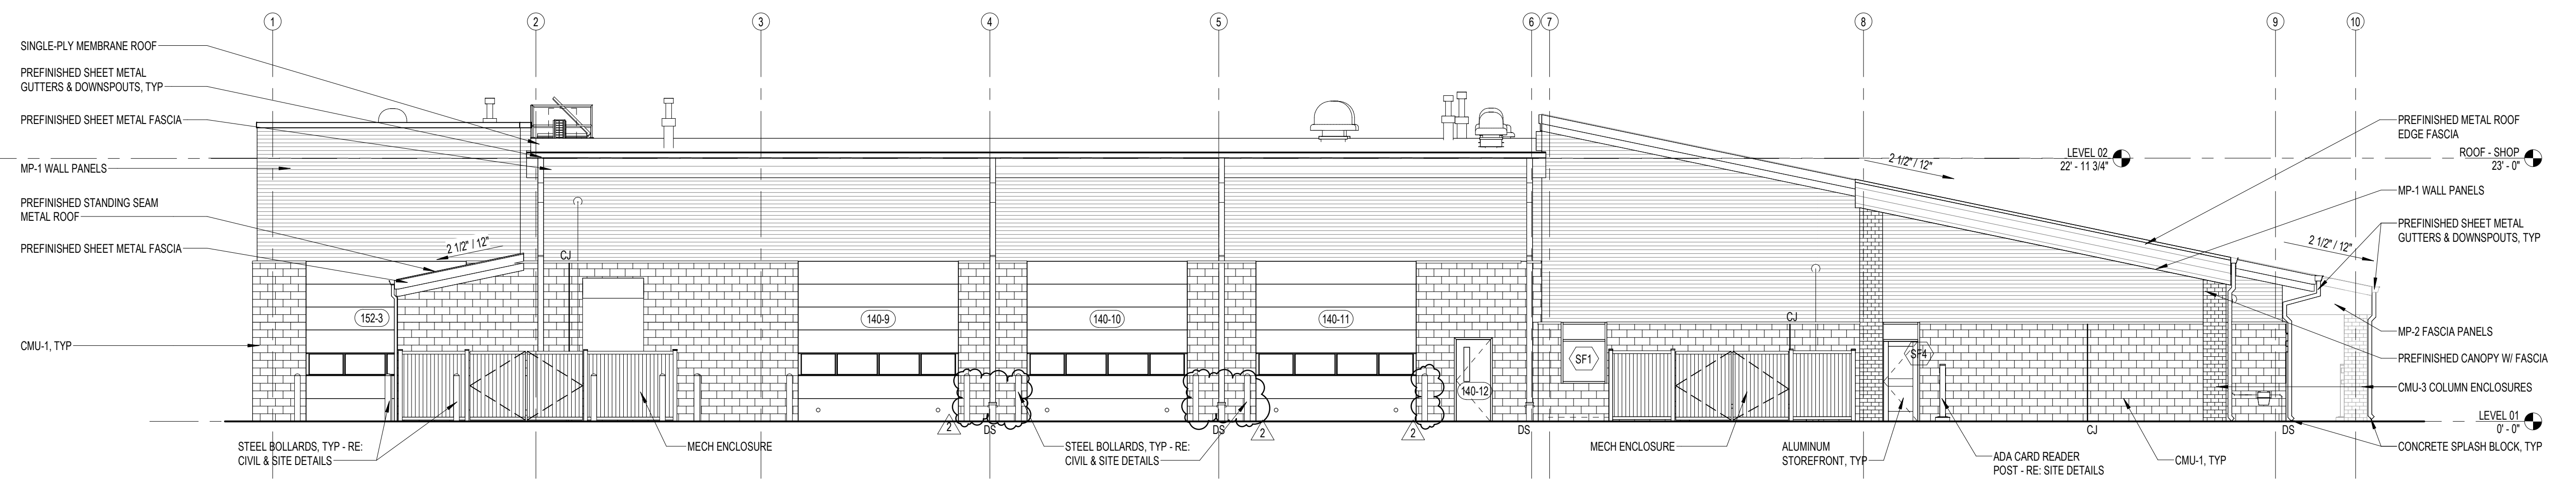 1
2
3
4
5
6
7
8
9
10
SINGLE-PLY MEMBRANE ROOF
PREFINISHED SHEET METAL
GUTTERS & DOWNSPOUTS, TYP
PREFINISHED SHEET METAL FASCIA
MP-1 WALL PANELS
PREFINISHED STANDING SEAM
METAL ROOF
PREFINISHED SHEET METAL FASCIA
CMU-1, TYP
2 1/2" / 12"
CJ
152-3
140-9
140-10
140-11
140-12
SF1
CJ
SF4
2 1/2" / 12"
2 1/2" / 12"
LEVEL 02
22' - 11 3/4"
PREFINISHED METAL ROOF
EDGE FASCIA
ROOF - SHOP
23' - 0"
MP-1 WALL PANELS
PREFINISHED SHEET METAL
GUTTERS & DOWNSPOUTS, TYP
MP-2 FASCIA PANELS
PREFINISHED CANOPY W/ FASCIA
CMU-3 COLUMN ENCLOSURES
LEVEL 01
0' - 0"
CONCRETE SPLASH BLOCK, TYP
2
DS
DS
2
2
DS
CJ
DS
STEEL BOLLARDS, TYP - RE:
CIVIL & SITE DETAILS
MECH ENCLOSURE
STEEL BOLLARDS, TYP - RE:
CIVIL & SITE DETAILS
MECH ENCLOSURE
ALUMINUM
STOREFRONT, TYP
ADA CARD READER
POST - RE: SITE DETAILS
CMU-1, TYP